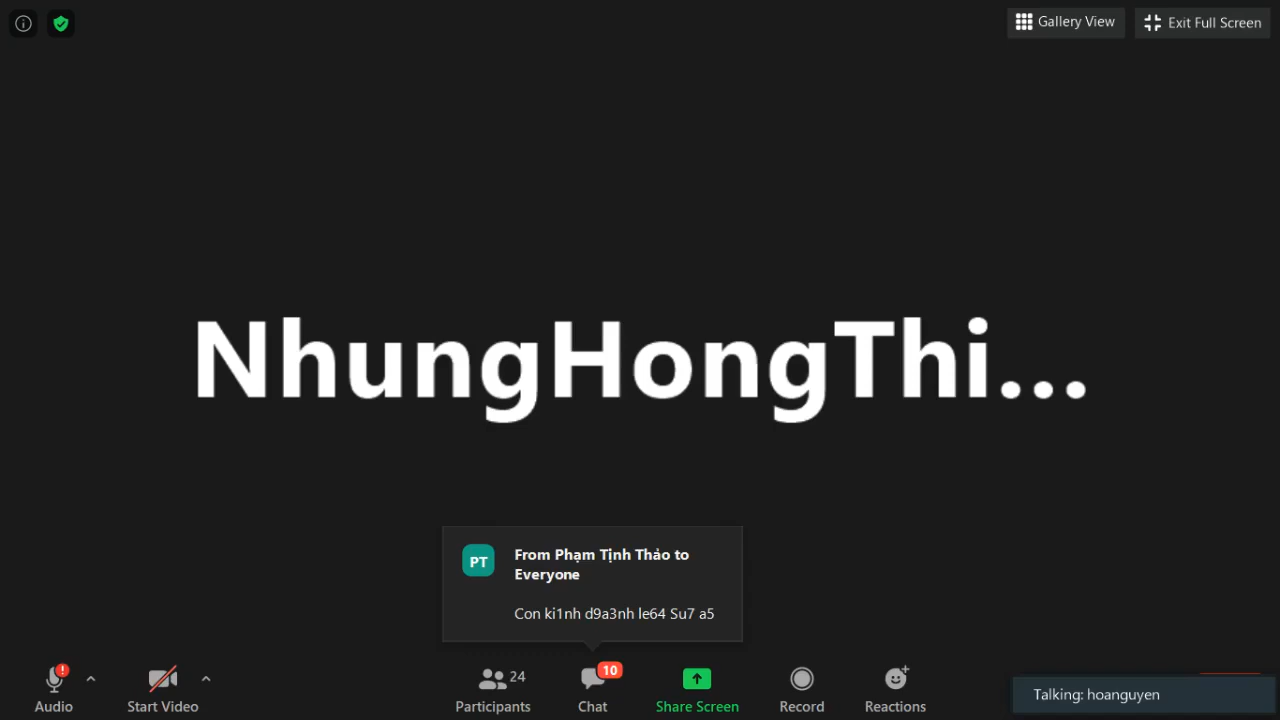 Gallery View
Exit Full Screen
NhungHongThi...
PT
From Phạm Tịnh Thảo to
Everyone
Con ki1nh d9a3nh le64 Su7 a5
24
10
Audio
Start Video
Participants
Chat
Share Screen
Record
Reactions
Talking: hoanguyen